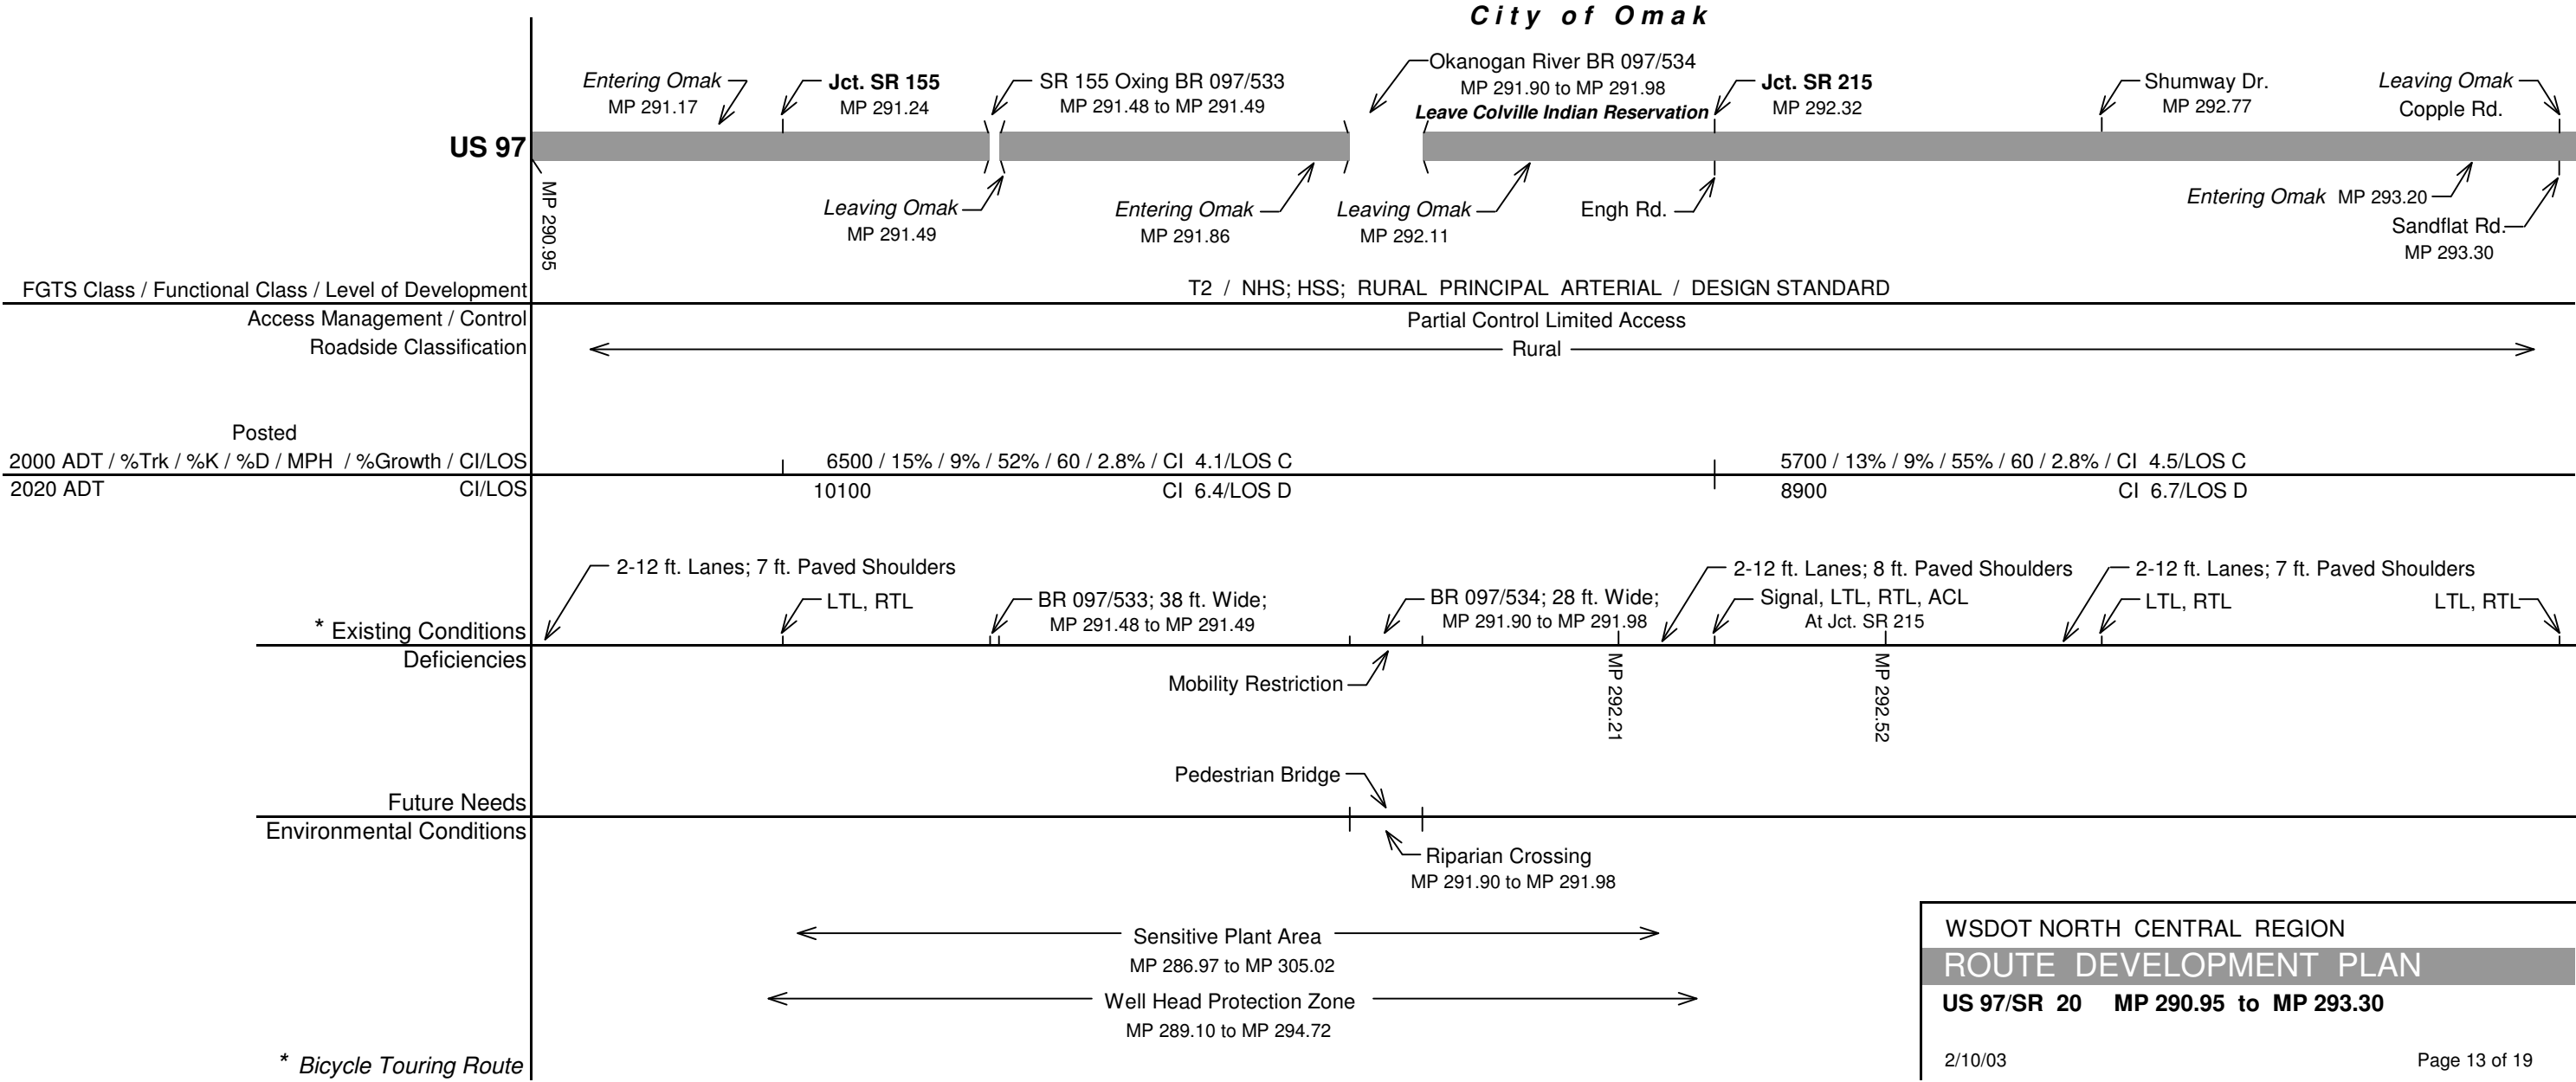 City of Omak
Entering Omak
MP 291.17
Jct. SR 155
MP 291.24
SR 155 Oxing BR 097/533
MP 291.48 to MP 291.49
Okanogan River BR 097/534
MP 291.90 to MP 291.98
Leave Colville Indian Reservation
Jct. SR 215
MP 292.32
Shumway Dr.
MP 292.77
Leaving Omak
Copple Rd.
US 97
MP 290.95
Leaving Omak
MP 291.49
Entering Omak
MP 291.86
Leaving Omak
MP 292.11
Engh Rd.
Entering Omak MP 293.20
Sandflat Rd.
MP 293.30
FGTS Class / Functional Class / Level of Development
T2 / NHS; HSS; RURAL PRINCIPAL ARTERIAL / DESIGN STANDARD
Access Management / Control
Partial Control Limited Access
Roadside Classification
Rural
Posted
2000 ADT / %Trk / %K / %D / MPH / %Growth / CI/LOS
6500 / 15% / 9% / 52% / 60 / 2.8% / CI 4.1/LOS C
5700 / 13% / 9% / 55% / 60 / 2.8% / CI 4.5/LOS C
2020 ADT CI/LOS
10100 CI 6.4/LOS D
8900 CI 6.7/LOS D
2-12 ft. Lanes; 7 ft. Paved Shoulders
LTL, RTL
BR 097/533; 38 ft. Wide;
MP 291.48 to MP 291.49
BR 097/534; 28 ft. Wide;
MP 291.90 to MP 291.98
2-12 ft. Lanes; 8 ft. Paved Shoulders
Signal, LTL, RTL, ACL
At Jct. SR 215
2-12 ft. Lanes; 7 ft. Paved Shoulders
LTL, RTL
LTL, RTL
* Existing Conditions
Deficiencies
Mobility Restriction
MP 292.21
MP 292.52
Pedestrian Bridge
Future Needs
Environmental Conditions
Riparian Crossing
MP 291.90 to MP 291.98
Sensitive Plant Area
MP 286.97 to MP 305.02
Well Head Protection Zone
MP 289.10 to MP 294.72
* Bicycle Touring Route
WSDOT NORTH CENTRAL REGION
ROUTE DEVELOPMENT PLAN
US 97/SR 20 MP 290.95 to MP 293.30
2/10/03 Page 13 of 19